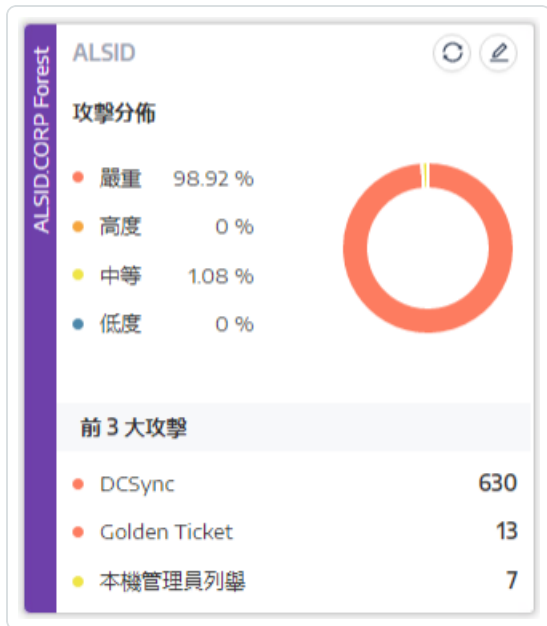 ALSID.CORP Forest
ALSID
攻擊分佈
嚴重 98.92 %
高度 0 %
中等 1.08 %
低度 0 %
前 3 大攻擊
DCSync 630
Golden Ticket 13
本機管理員列舉 7